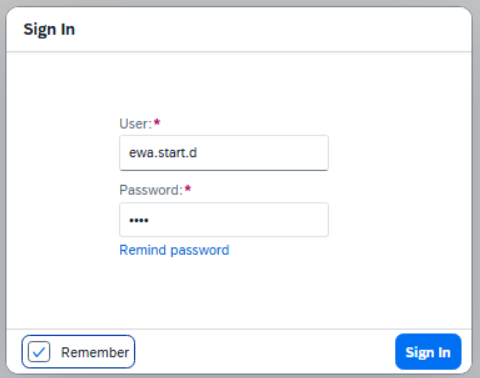 Sign In
User:*
ewa.start.d
Password:*
••••
Remind password
Remember
Sign In